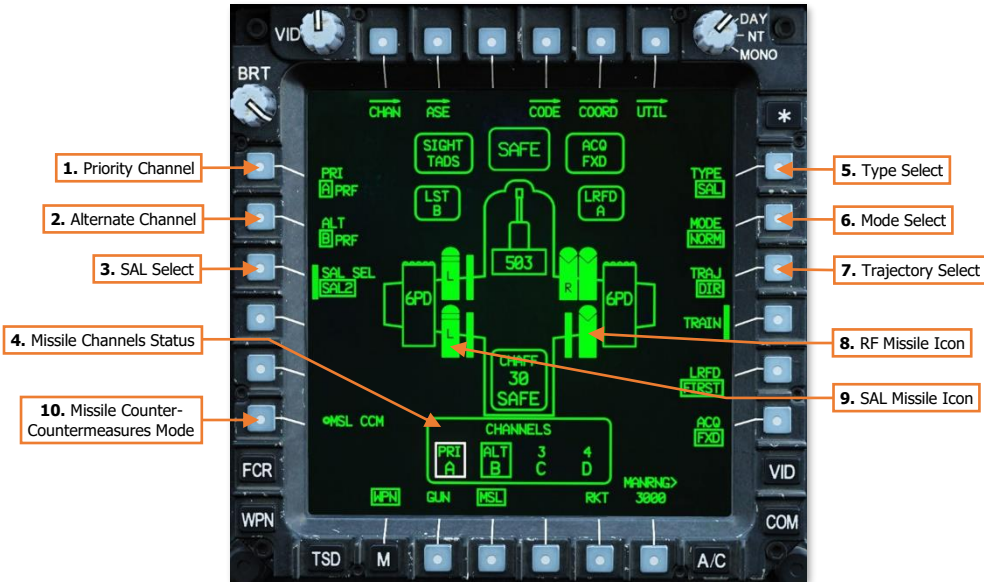 VID
DAY
NT
MONO
BRT
CHAN
ASE
CODE
COORD
UTIL
*
SIGHT
TADS
SAFE
ACQ
FXD
1. Priority Channel
PRI
A PRF
LST
B
LRFD
A
TYPE
SAL
5. Type Select
2. Alternate Channel
ALT
B PRF
MODE
NORM
6. Mode Select
3. SAL Select
SAL SEL
SAL2
L
503
R
6PD
6PD
TRAJ
DIR
7. Trajectory Select
4. Missile Channels Status
L
TRAIN
8. RF Missile Icon
CHAFF
30
SAFE
LRFD
FIRST
9. SAL Missile Icon
10. Missile Counter-
Countermeasures Mode
MSL CCM
CHANNELS
PRI
A
ALT
B
3
C
4
D
ACQ
FXD
FCR
VID
WPN
GUN
MSL
RKT
MANRNG>
3000
WPN
COM
TSD
M
A/C